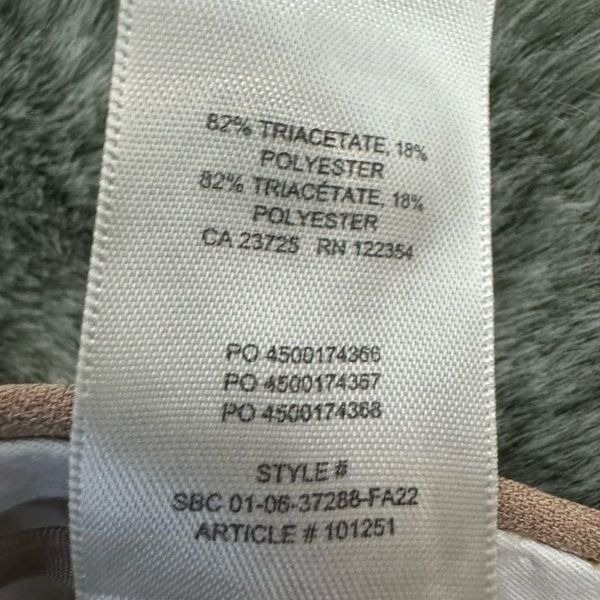 82% TRIACETATE, 18%
POLYESTER
82% TRIACÉTATE, 18%
POLYESTER
CA 23725 RN 122354
PO 4500174366
PO 4500174367
PO 4500174368
STYLE #
SBC 01-06-37288-FA22
ARTICLE # 101251